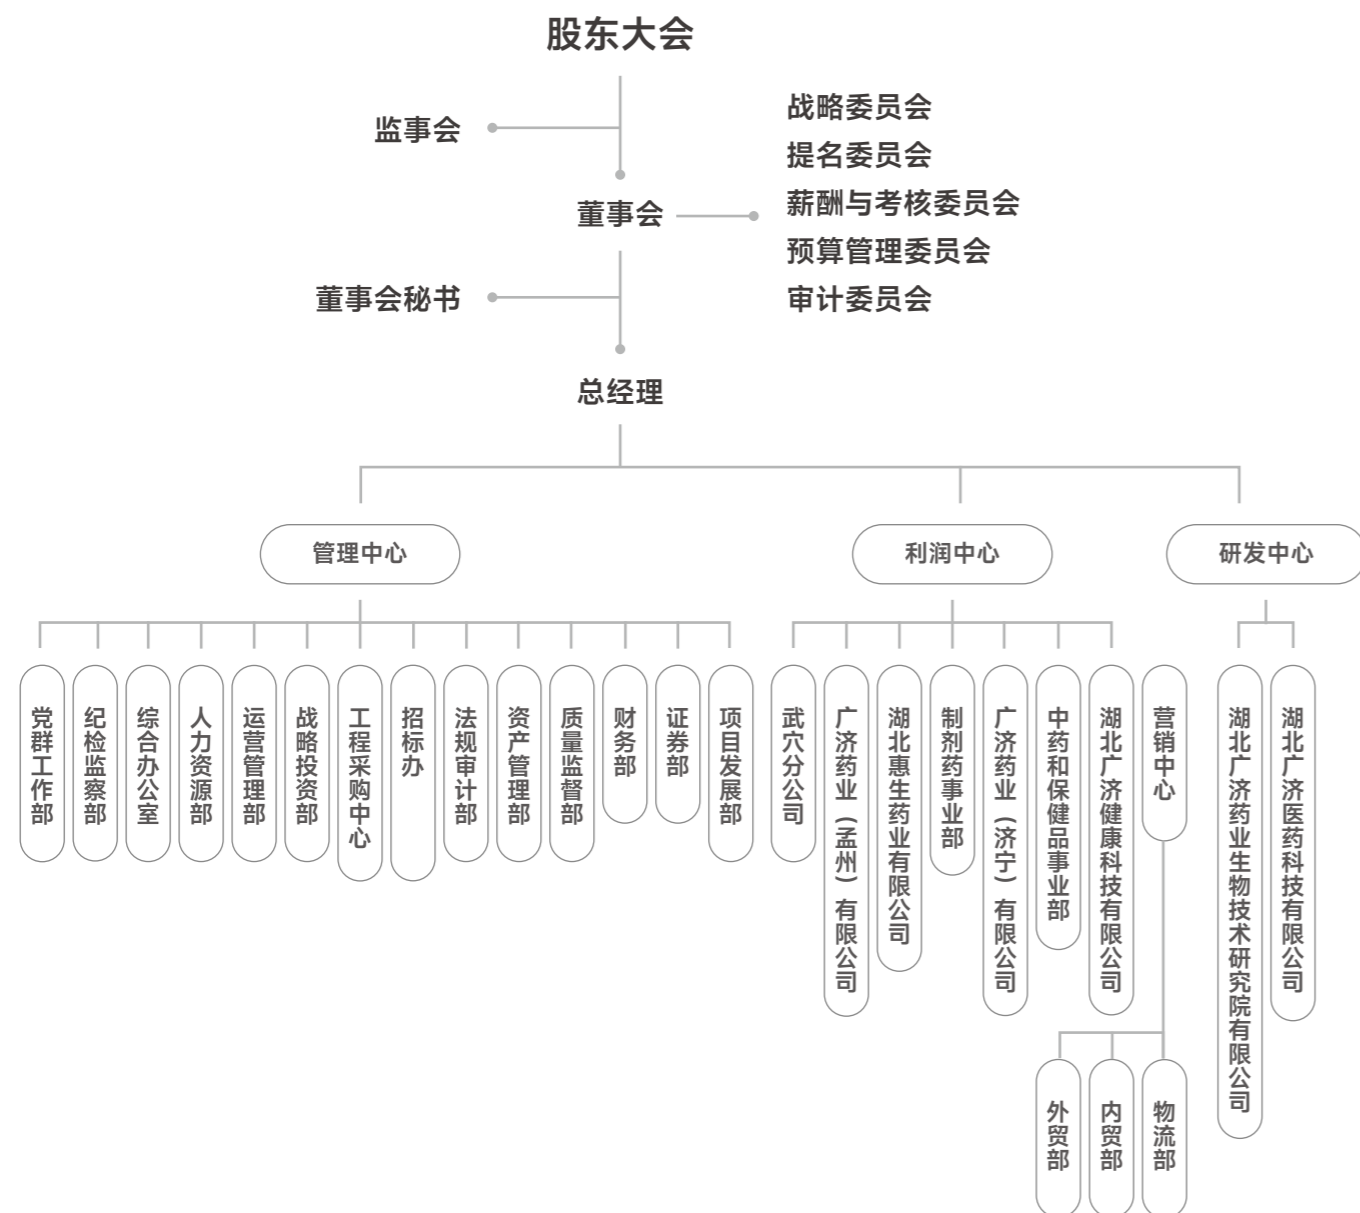 股东大会
监事会
战略委员会
提名委员会
董事会
薪酬与考核委员会
预算管理委员会
董事会秘书
审计委员会
总经理
管理中心
利润中心
研发中心
党群工作部
纪检监察部
综合办公室
人力资源部
运营管理部
战略投资部
工程采购中心
招标办
法规审计部
资产管理部
质量监督部
财务部
证券部
项目发展部
武穴分公司
广济药业（孟州）有限公司
湖北惠生药业有限公司
制剂药事业部
广济药业（济宁）有限公司
中药和保健品事业部
湖北广济健康科技有限公司
营销中心
湖北广济药业生物技术研究院有限公司
湖北广济医药科技有限公司
外贸部
内贸部
物流部